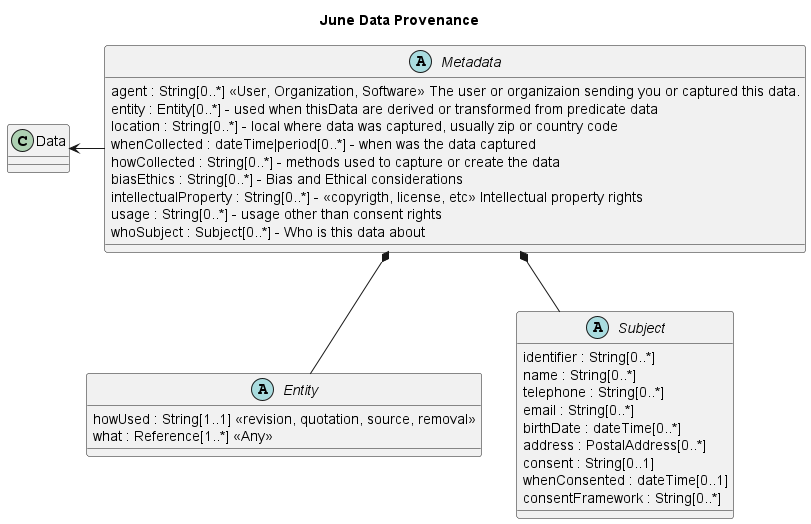 June Data Provenance
A Metadata
agent : String[0..*] «User, Organization, Software» The user or organizaion sending you or captured this data.
entity : Entity[0..*] - used when thisData are derived or transformed from predicate data
location : String[0..*] - local where data was captured, usually zip or country code
whenCollected : dateTime|period[0..*] - when was the data captured
howCollected : String[0..*] - methods used to capture or create the data
biasEthics : String[0..*] - Bias and Ethical considerations
intellectualProperty : String[0..*] - «copyrigth, license, etc» Intellectual property rights
usage : String[0..*] - usage other than consent rights
whoSubject : Subject[0..*] - Who is this data about
C Data
A Entity
howUsed : String[1..1] «revision, quotation, source, removal»
what : Reference[1..*] «Any»
A Subject
identifier : String[0..*]
name : String[0..*]
telephone : String[0..*]
email : String[0..*]
birthDate : dateTime[0..*]
address : PostalAddress[0..*]
consent : String[0..1]
whenConsented : dateTime[0..1]
consentFramework : String[0..*]